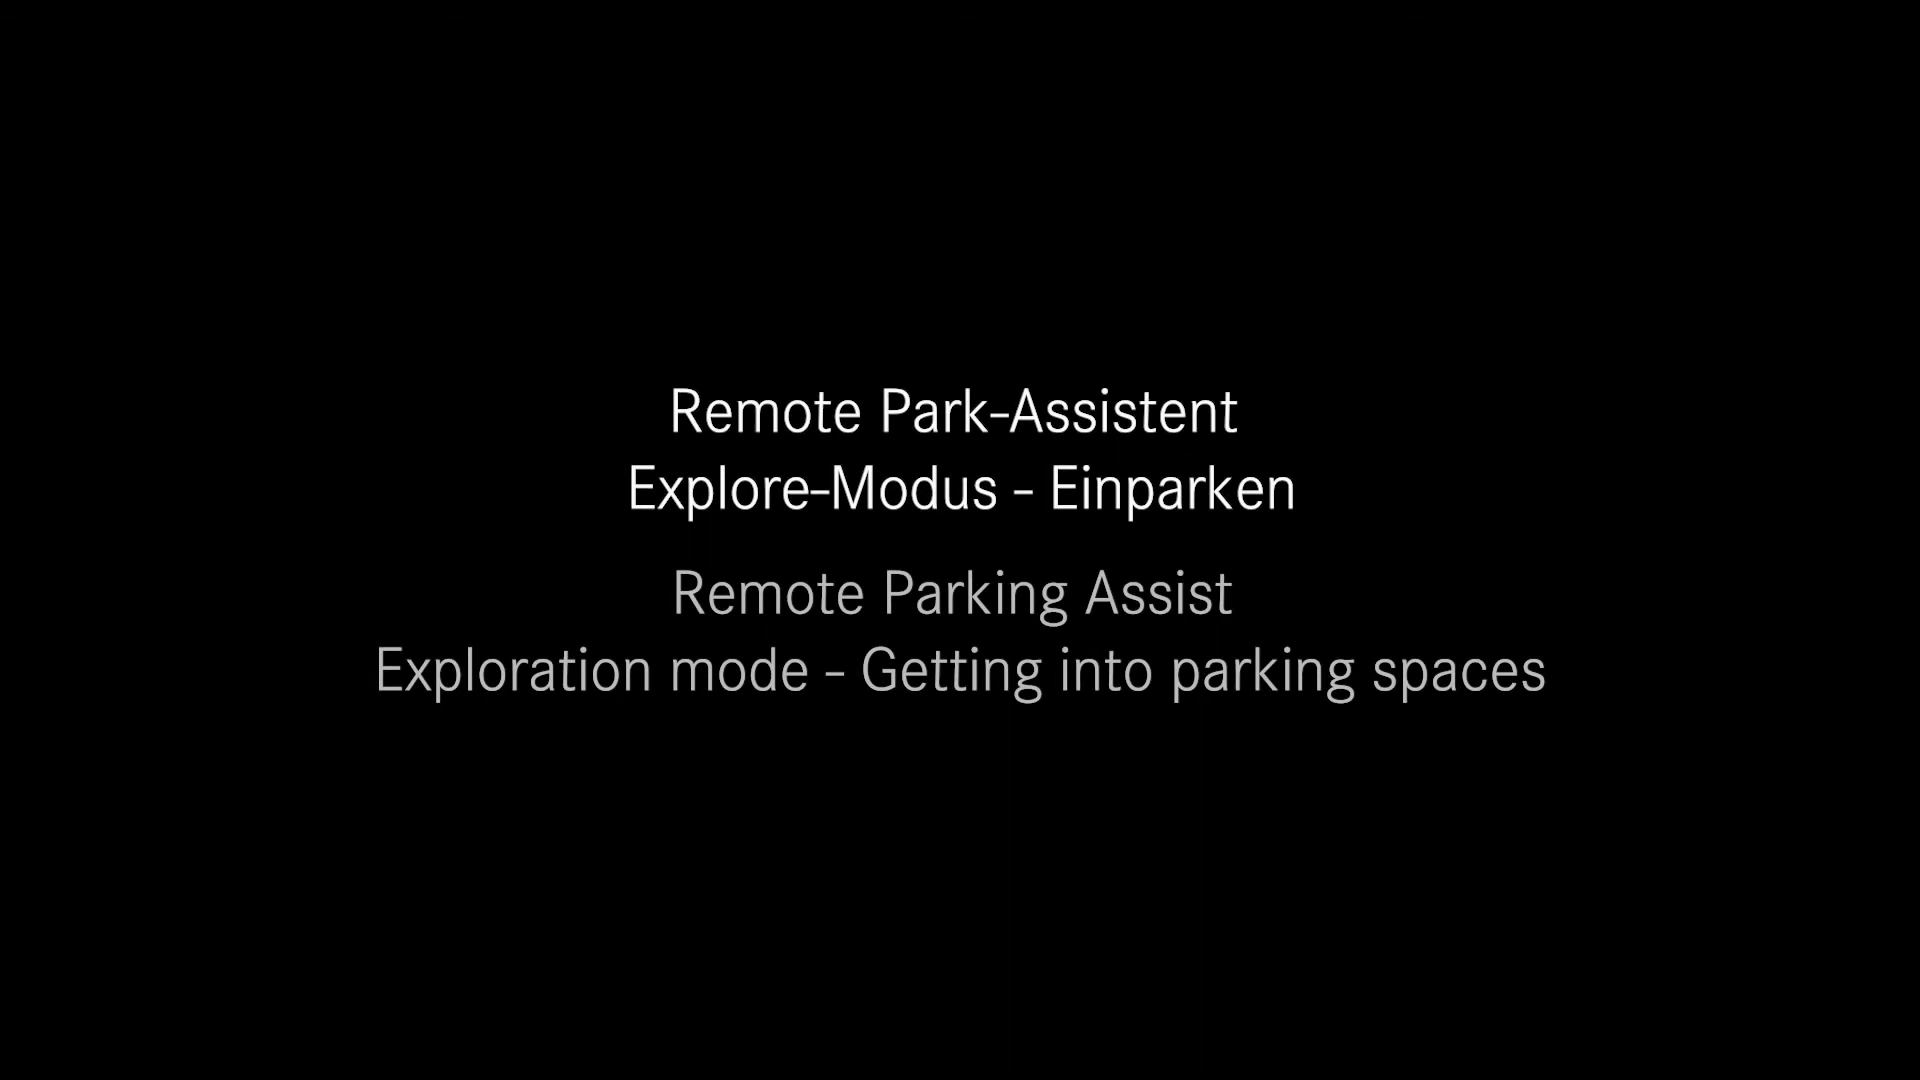 Remote Park-Assistent
Explore-Modus - Einparken
Remote Parking Assist
Exploration mode - Getting into parking spaces